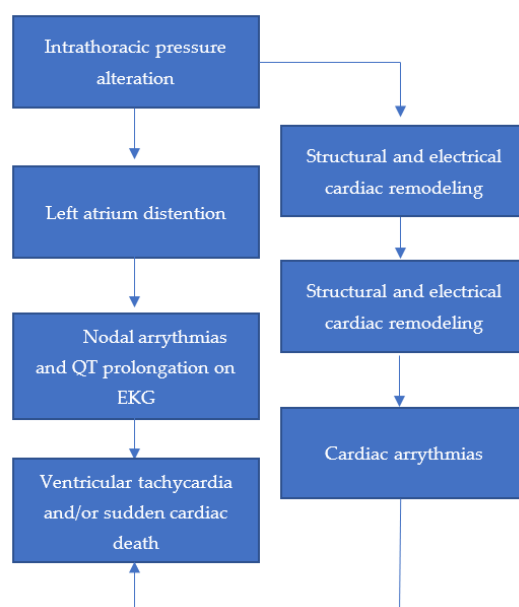 Intrathoracic pressure
alteration
Left atrium distention
Nodal arrythmias
and QT prolongation on
EKG
Ventricular tachycardia
and/or sudden cardiac
death
Structural and electrical
cardiac remodeling
Structural and electrical
cardiac remodeling
Cardiac arrythmias